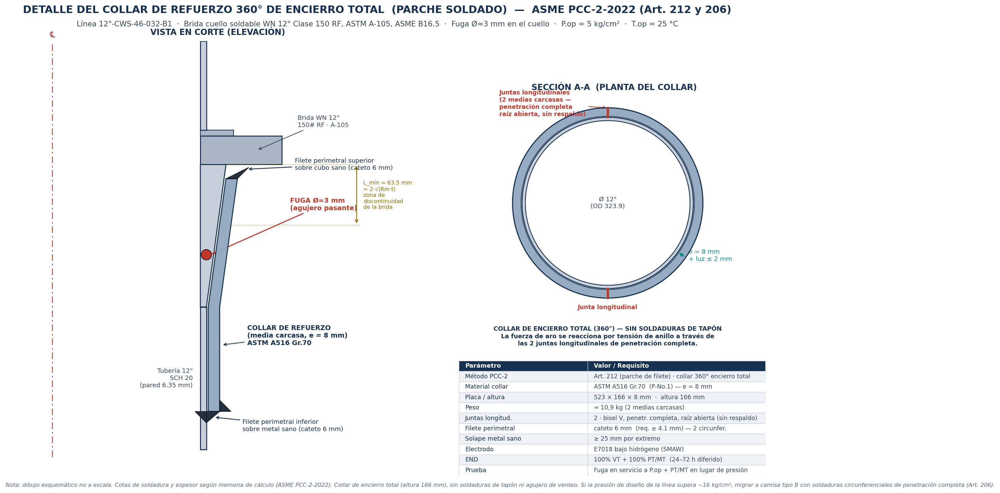 DETALLE DEL COLLAR DE REFUERZO 360° DE ENCIERRO TOTAL (PARCHE SOLDADO) — ASME PCC-2-2022 (Art. 212 y 206)
Línea 12"-CWS-46-032-B1 · Brida cuello soldable WN 12" Clase 150 RF, ASTM A-105, ASME B16.5 · Fuga Ø≈3 mm en el cuello · P.op = 5 kg/cm² · T.op = 25 °C
VISTA EN CORTE (ELEVACIÓN)
℄
Brida WN 12"
150# RF · A-105
Filete perimetral superior
sobre cubo sano (cateto 6 mm)
L_mín ≈ 63.5 mm
= 2·√(Rm·t)
zona de
discontinuidad
de la brida
FUGA Ø≈3 mm
(agujero pasante)
COLLAR DE REFUERZO
(media carcasa, e = 8 mm)
ASTM A516 Gr.70
Tubería 12"
SCH 20
(pared 6.35 mm)
Filete perimetral inferior
sobre metal sano (cateto 6 mm)
SECCIÓN A-A (PLANTA DEL COLLAR)
Juntas longitudinales
(2 medias carcasas —
penetración completa
raíz abierta, sin respaldo)
Ø 12"
(OD 323.9)
e = 8 mm
+ luz ≤ 2 mm
Junta longitudinal
COLLAR DE ENCIERRO TOTAL (360°) — SIN SOLDADURAS DE TAPÓN
La fuerza de aro se reacciona por tensión de anillo a través de
las 2 juntas longitudinales de penetración completa.
Parámetro Valor / Requisito
Método PCC-2 Art. 212 (parche de filete) · collar 360° encierro total
Material collar ASTM A516 Gr.70 (P-No.1) — e = 8 mm
Placa / altura 523 × 166 × 8 mm · altura 166 mm
Peso ≈ 10,9 kg (2 medias carcasas)
Juntas longitud. 2 · bisel V, penetr. completa, raíz abierta (sin respaldo)
Filete perimetral cateto 6 mm (req. ≥ 4.1 mm) — 2 circunfer.
Solape metal sano ≥ 25 mm por extremo
Electrodo E7018 bajo hidrógeno (SMAW)
END 100% VT + 100% PT/MT (24–72 h diferido)
Prueba Fuga en servicio a P.op + PT/MT en lugar de presión
Nota: dibujo esquemático no a escala. Cotas de soldadura y espesor según memoria de cálculo (ASME PCC-2-2022). Collar de encierro total (altura 166 mm), sin soldaduras de tapón ni agujero de venteo. Si la presión de diseño de la línea supera ~16 kg/cm², migrar a camisa tipo B con soldaduras circunferenciales de penetración completa (Art. 206).